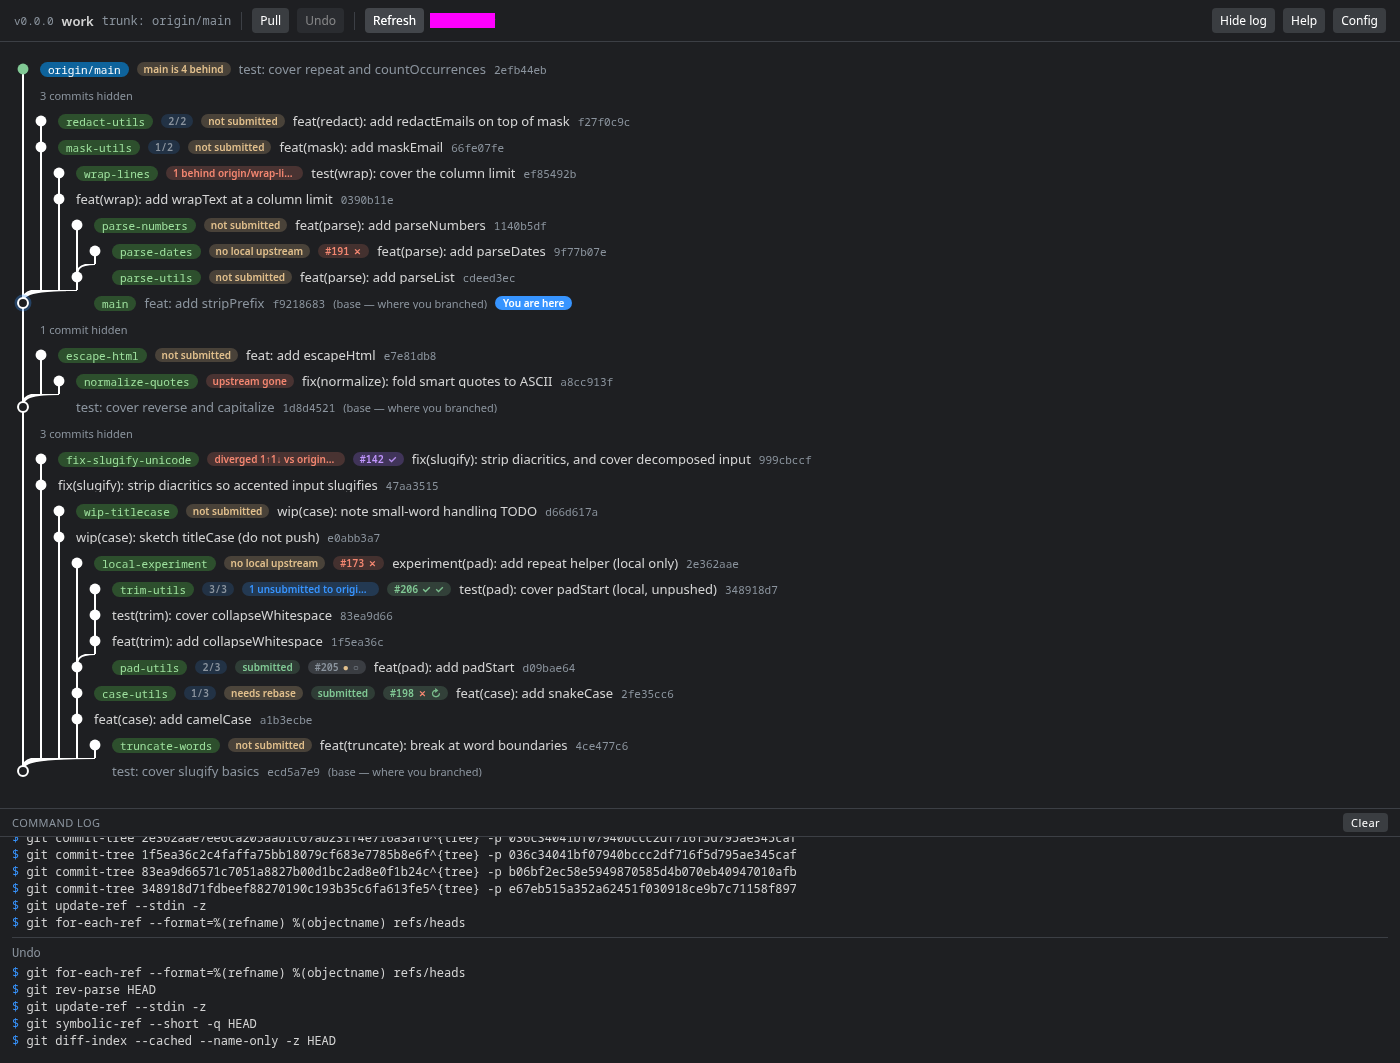 v0.0.0 work trunk: origin/main Pull Undo Refresh Hide log Help Config
origin/main main is 4 behind test: cover repeat and countOccurrences 2efb44eb
3 commits hidden
redact-utils 2/2 not submitted feat(redact): add redactEmails on top of mask f27f0c9c
mask-utils 1/2 not submitted feat(mask): add maskEmail 66fe07fe
wrap-lines 1 behind origin/wrap-li... test(wrap): cover the column limit ef85492b
feat(wrap): add wrapText at a column limit 0390b11e
parse-numbers not submitted feat(parse): add parseNumbers 1140b5df
parse-dates no local upstream #191 × feat(parse): add parseDates 9f77b07e
parse-utils not submitted feat(parse): add parseList cdeed3ec
main feat: add stripPrefix f9218683 (base — where you branched) You are here
1 commit hidden
escape-html not submitted feat: add escapeHtml e7e81db8
normalize-quotes upstream gone fix(normalize): fold smart quotes to ASCII a8cc913f
test: cover reverse and capitalize 1d8d4521 (base — where you branched)
3 commits hidden
fix-slugify-unicode diverged 1↑1↓ vs origin... #142 ✓ fix(slugify): strip diacritics, and cover decomposed input 999cbccf
fix(slugify): strip diacritics so accented input slugifies 47aa3515
wip-titlecase not submitted wip(case): note small-word handling TODO d66d617a
wip(case): sketch titleCase (do not push) e0abb3a7
local-experiment no local upstream #173 × experiment(pad): add repeat helper (local only) 2e362aae
trim-utils 3/3 1 unsubmitted to origi... #206 ✓ ✓ test(pad): cover padStart (local, unpushed) 348918d7
test(trim): cover collapseWhitespace 83ea9d66
feat(trim): add collapseWhitespace 1f5ea36c
pad-utils 2/3 submitted #205 ● ○ feat(pad): add padStart d09bae64
case-utils 1/3 needs rebase submitted #198 × ↻ feat(case): add snakeCase 2fe35cc6
feat(case): add camelCase a1b3ecbe
truncate-words not submitted feat(truncate): break at word boundaries 4ce477c6
test: cover slugify basics ecd5a7e9 (base — where you branched)
COMMAND LOG Clear
$ git commit-tree 2e362aae7ee6ca205aab1c67ab231f4e716a3afd^{tree} -p 036c34041bf07940bccc2df716f5d795ae345caf
$ git commit-tree 1f5ea36c2c4faffa75bb18079cf683e7785b8e6f^{tree} -p 036c34041bf07940bccc2df716f5d795ae345caf
$ git commit-tree 83ea9d66571c7051a8827b00d1bc2ad8e0f1b24c^{tree} -p b06bf2ec58e5949870585d4b070eb40947010afb
$ git commit-tree 348918d71fdbeef88270190c193b35c6fa613fe5^{tree} -p e67eb515a352a62451f030918ce9b7c71158f897
$ git update-ref --stdin -z
$ git for-each-ref --format=%(refname) %(objectname) refs/heads
Undo
$ git for-each-ref --format=%(refname) %(objectname) refs/heads
$ git rev-parse HEAD
$ git update-ref --stdin -z
$ git symbolic-ref --short -q HEAD
$ git diff-index --cached --name-only -z HEAD